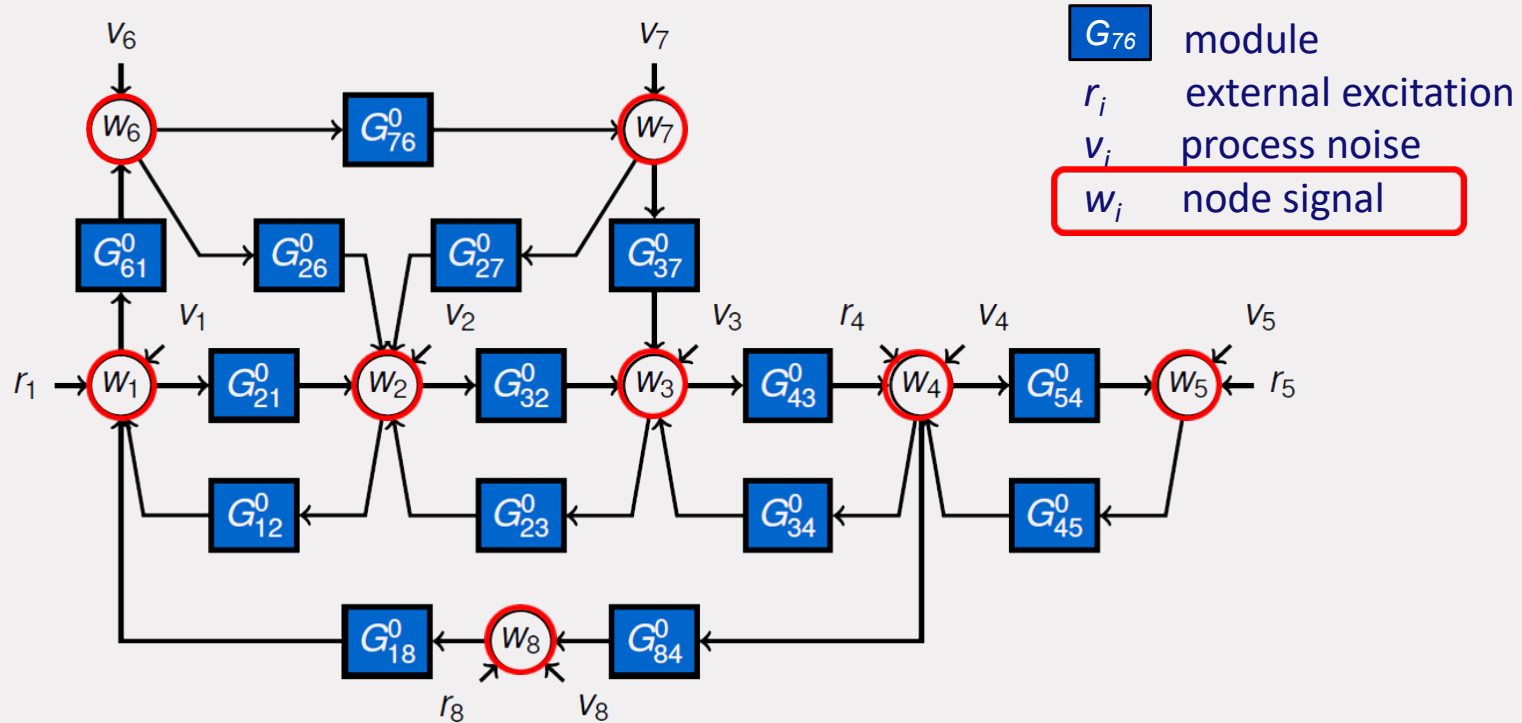 v6 v7 G76 module
ri external excitation
w6 G⁰76 w7 vi process noise
wi node signal
G⁰61 G⁰26 G⁰27 G⁰37
v1 v2 v3 r4 v4 v5
r1 w1 G⁰21 w2 G⁰32 w3 G⁰43 w4 G⁰54 w5 r5
G⁰12 G⁰23 G⁰34 G⁰45
G⁰18 w8 G⁰84
r8 v8